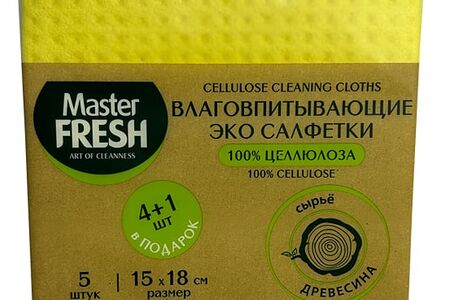 Master
FRESH
ART OF CLEANNESS
CELLULOSE CLEANING CLOTHS
ВЛАГОВПИТЫВАЮЩИЕ
ЭКО САЛФЕТКИ
100% ЦЕЛЛЮЛОЗА
100% CELLULOSE
4+1
ШТ
В ПОДАРОК
СЫРЬЁ
ДРЕВЕСИНА
5
ШТУК
15 X 18 СМ
размер